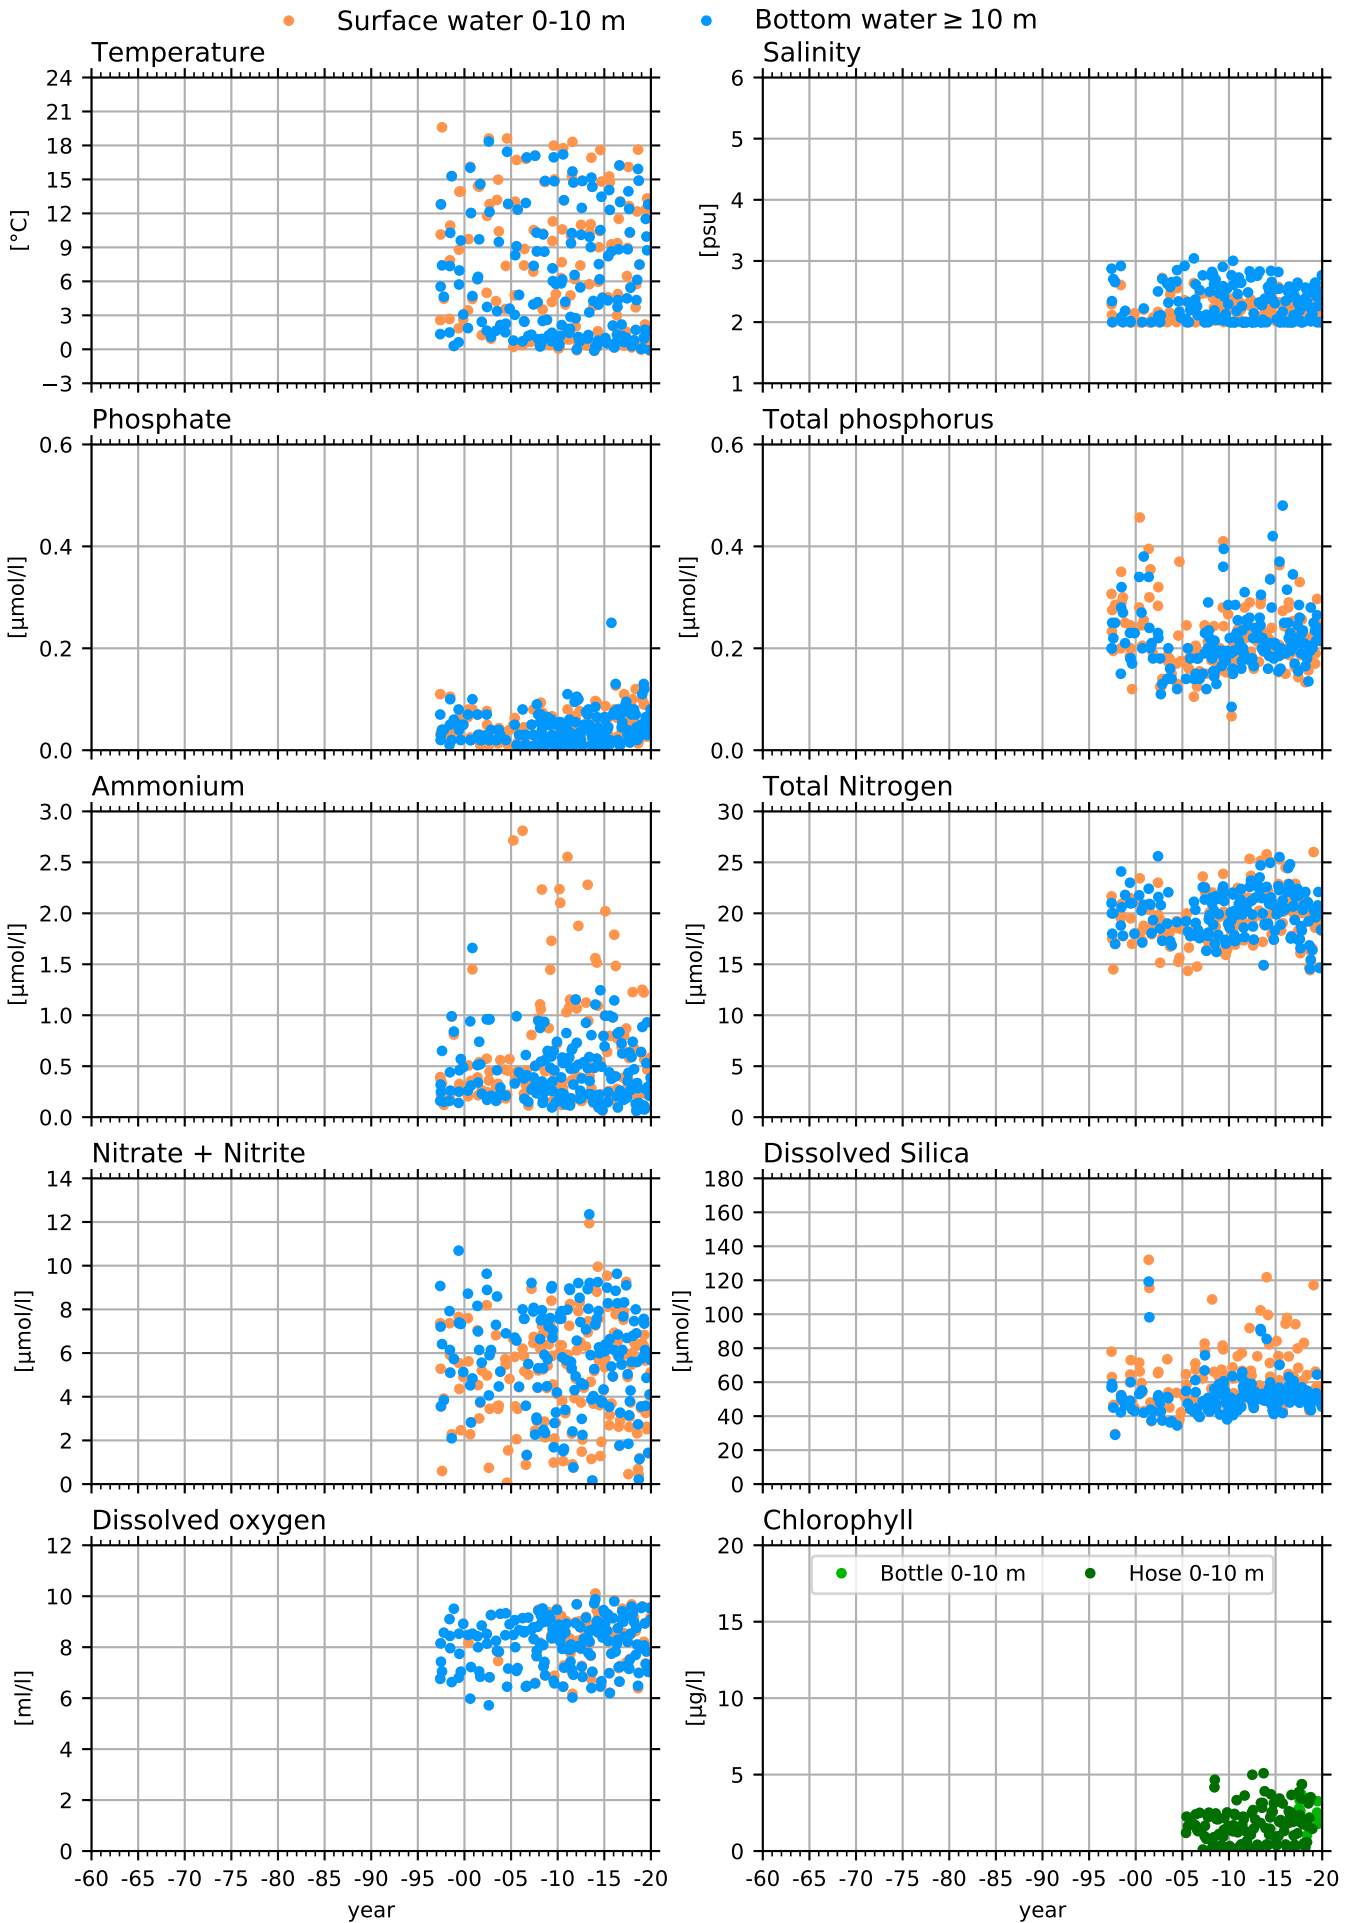 Surface water 0-10 m
Bottom water ≥ 10 m
Temperature
Salinity
24
21
18
15
12
9
6
3
0
−3
[°C]
6
5
4
3
2
1
[psu]
Phosphate
Total phosphorus
0.6
0.4
0.2
0.0
[µmol/l]
0.6
0.4
0.2
0.0
[µmol/l]
Ammonium
Total Nitrogen
3.0
2.5
2.0
1.5
1.0
0.5
0.0
[µmol/l]
30
25
20
15
10
5
0
[µmol/l]
Nitrate + Nitrite
Dissolved Silica
14
12
10
8
6
4
2
0
[µmol/l]
180
160
140
120
100
80
60
40
20
0
[µmol/l]
Dissolved oxygen
Chlorophyll
12
10
8
6
4
2
0
[ml/l]
20
15
10
5
0
[µg/l]
Bottle 0-10 m
Hose 0-10 m
-60 -65 -70 -75 -80 -85 -90 -95 -00 -05 -10 -15 -20
-60 -65 -70 -75 -80 -85 -90 -95 -00 -05 -10 -15 -20
year
year